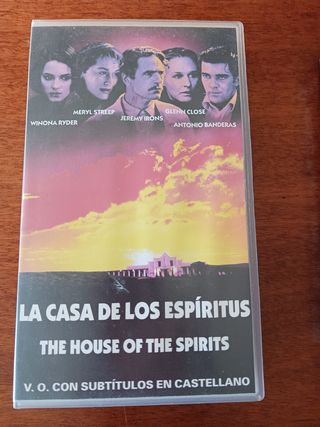 MERYL STREEP
GLENN CLOSE
WINONA RYDER
JEREMY IRONS
ANTONIO BANDERAS
LA CASA DE LOS ESPÍRITUS
THE HOUSE OF THE SPIRITS
V. O. CON SUBTÍTULOS EN CASTELLANO